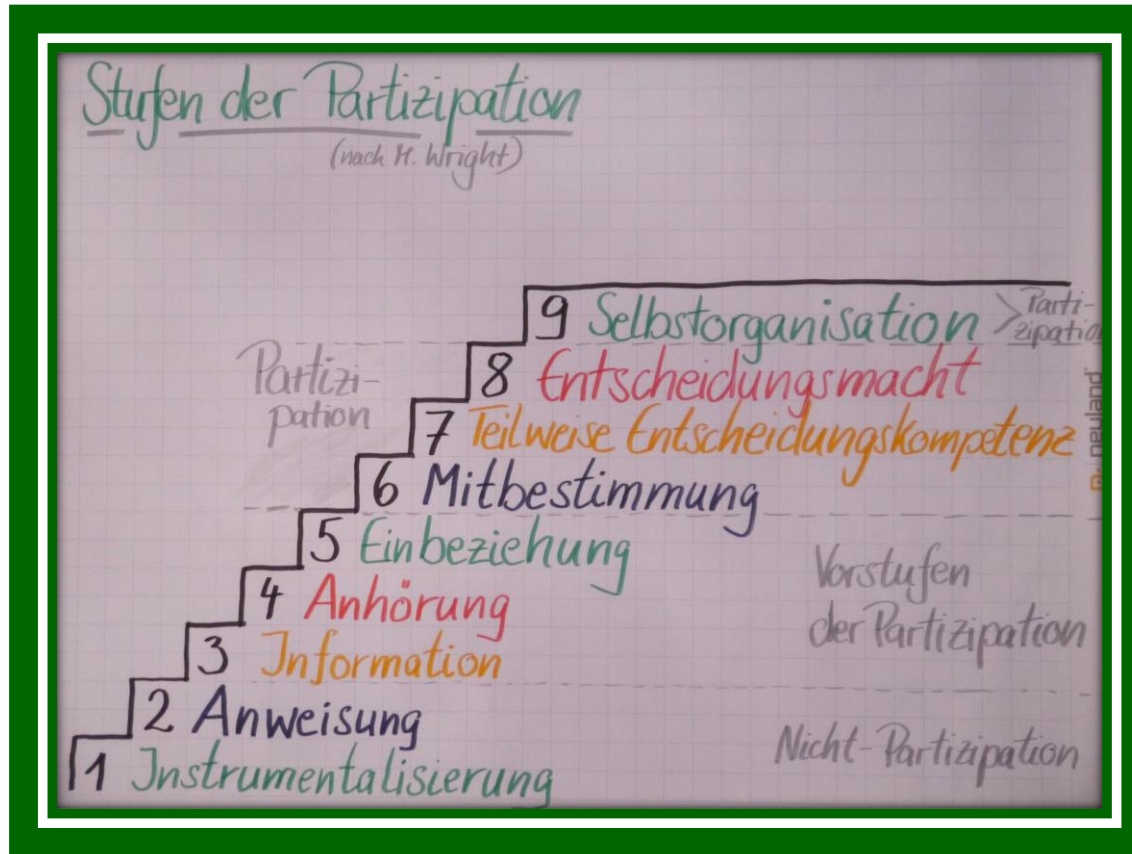 Stufen der Partizipation
(nach M. Wright)
9 Selbstorganisation
Parti-
zipation
8 Entscheidungsmacht
Partizi-
pation
7 Teilweise Entscheidungskompetenz
neuland
6 Mitbestimmung
5 Einbeziehung
Vorstufen
der Partizipation
4 Anhörung
3 Information
2 Anweisung
Nicht-Partizipation
1 Instrumentalisierung